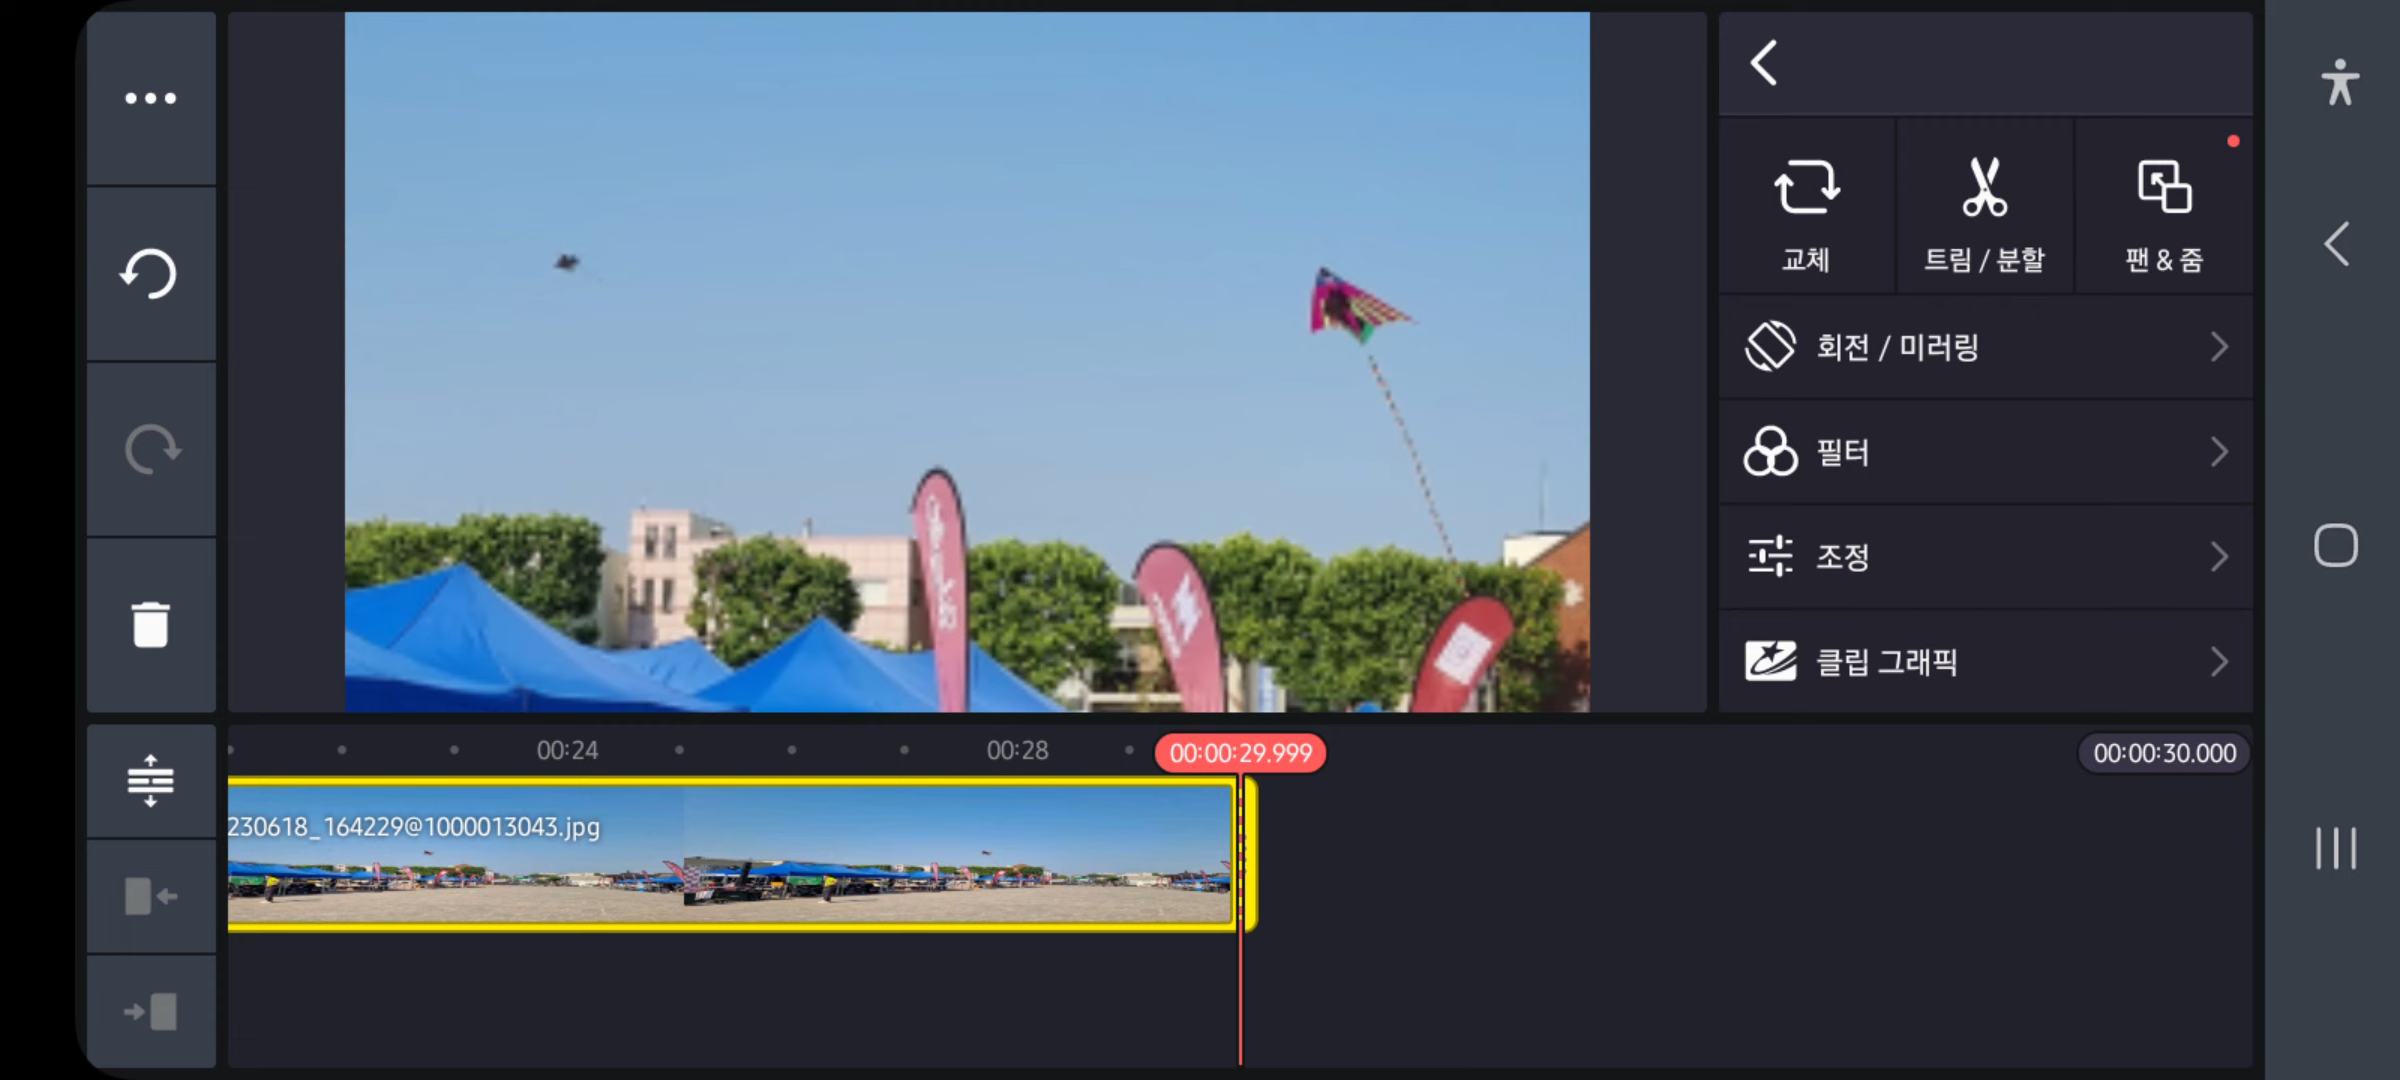 교체
트림 / 분할
팬 & 줌
회전 / 미러링
필터
조정
클립 그래픽
00:24
00:28
00:00:29.999
00:00:30.000
230618_164229@1000013043.jpg